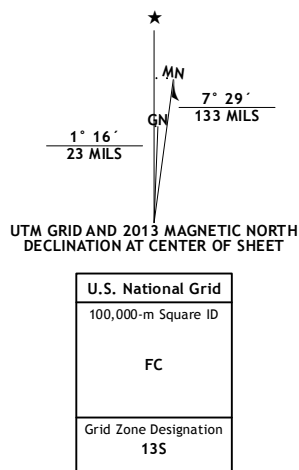 ★
MN
7° 29´
133 MILS
GN
1° 16´
23 MILS
UTM GRID AND 2013 MAGNETIC NORTH
DECLINATION AT CENTER OF SHEET
U.S. National Grid
100,000-m Square ID
FC
Grid Zone Designation
13S